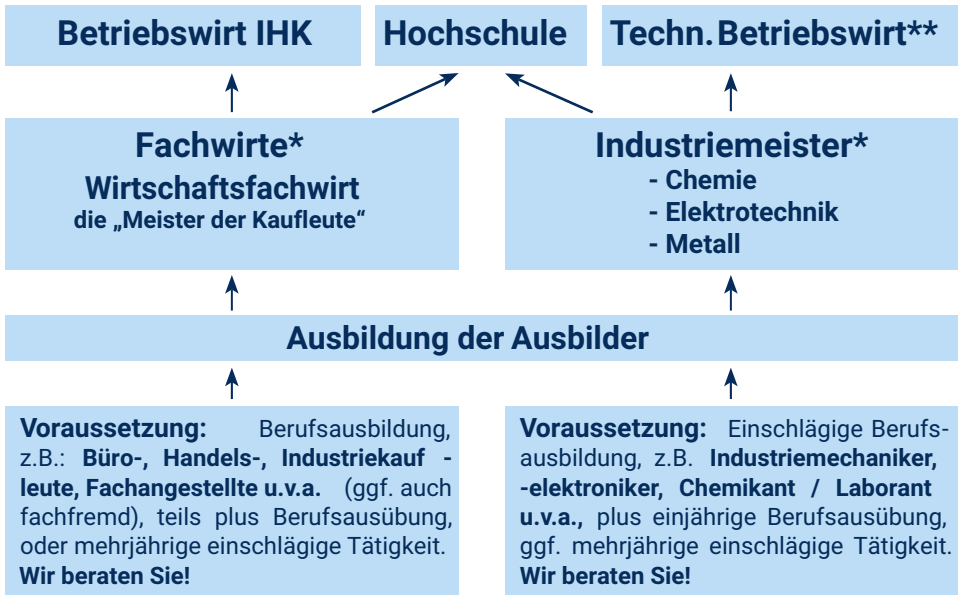 Betriebswirt IHK
Hochschule
Techn. Betriebswirt**
Fachwirte*
Wirtschaftsfachwirt
die „Meister der Kaufleute“
Industriemeister*
- Chemie
- Elektrotechnik
- Metall
Ausbildung der Ausbilder
Voraussetzung: Berufsausbildung,
z.B.: Büro-, Handels-, Industriekauf -
leute, Fachangestellte u.v.a. (ggf. auch
fachfremd), teils plus Berufsausübung,
oder mehrjährige einschlägige Tätigkeit.
Wir beraten Sie!
Voraussetzung: Einschlägige Berufs-
ausbildung, z.B. Industriemechaniker,
-elektroniker, Chemikant / Laborant
u.v.a., plus einjährige Berufsausübung,
ggf. mehrjährige einschlägige Tätigkeit.
Wir beraten Sie!